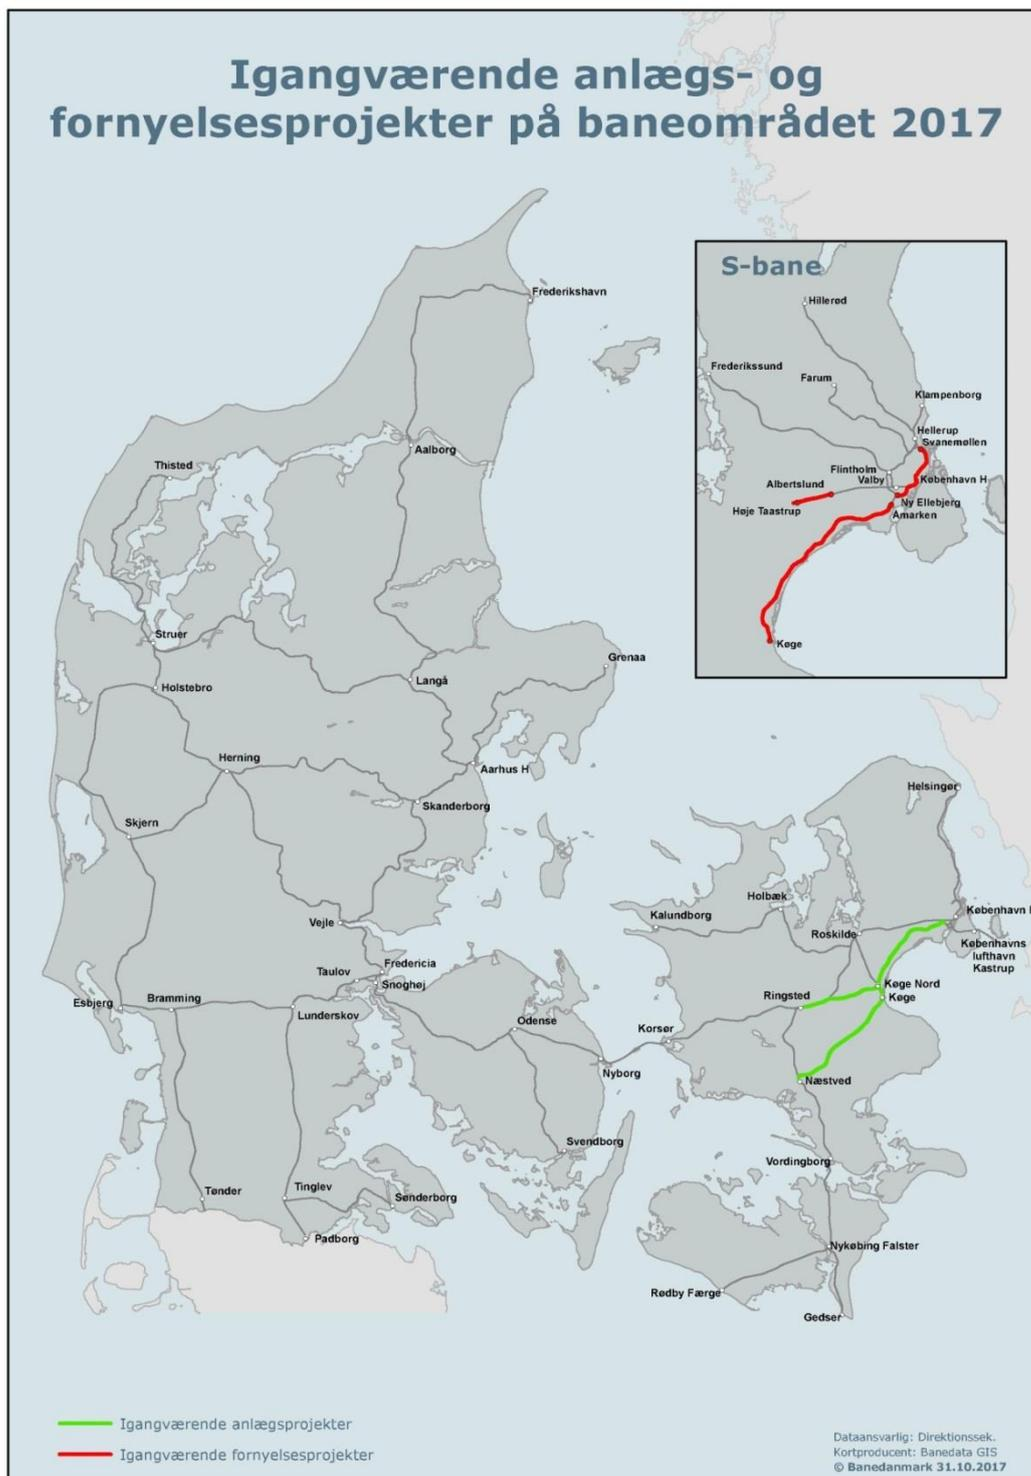 Igangværende anlægs- og
fornyelsesprojekter på baneområdet 2017
S-bane
Hillerød
Frederikssund
Farum
Klampenborg
Hellerup
Svanemøllen
Flintholm
Valby
København H
Albertslund
Høje Taastrup
Ny Ellebjerg
Åmarken
Køge
Frederikshavn
Aalborg
Thisted
Struer
Grenaa
Langå
Holstebro
Herning
Aarhus H
Skanderborg
Skjern
Helsingør
Holbæk
Kalundborg
København
Vejle
Roskilde
Københavns
lufthavn
Kastrup
Fredericia
Taulov
Snoghøj
Køge Nord
Køge
Ringsted
Esbjerg
Bramming
Lunderskov
Odense
Korsør
Nyborg
Næstved
Svendborg
Vordingborg
Tønder
Tinglev
Sønderborg
Padborg
Nykøbing Falster
Rødby Færge
Gedser
Igangværende anlægsprojekter
Igangværende fornyelsesprojekter
Dataansvarlig: Direktionssek.
Kortproducent: Banedata GIS
© Banedanmark 31.10.2017